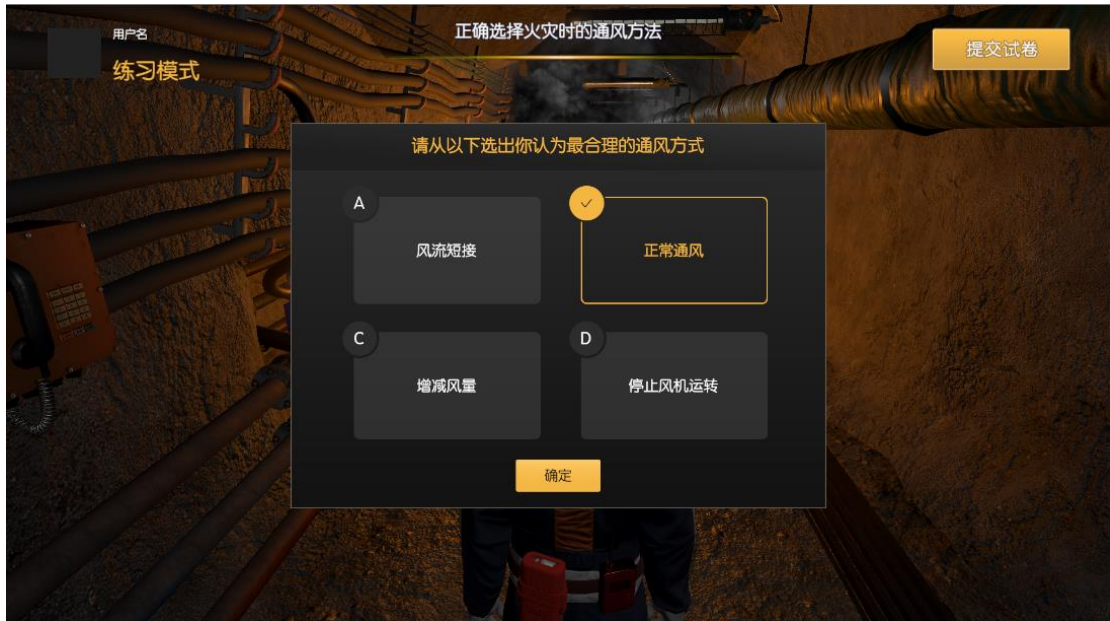 用户名
练习模式
正确选择火灾时的通风方法
提交试卷
请从以下选出你认为最合理的通风方式
A
风流短接
正常通风
C
增减风量
D
停止风机运转
确定